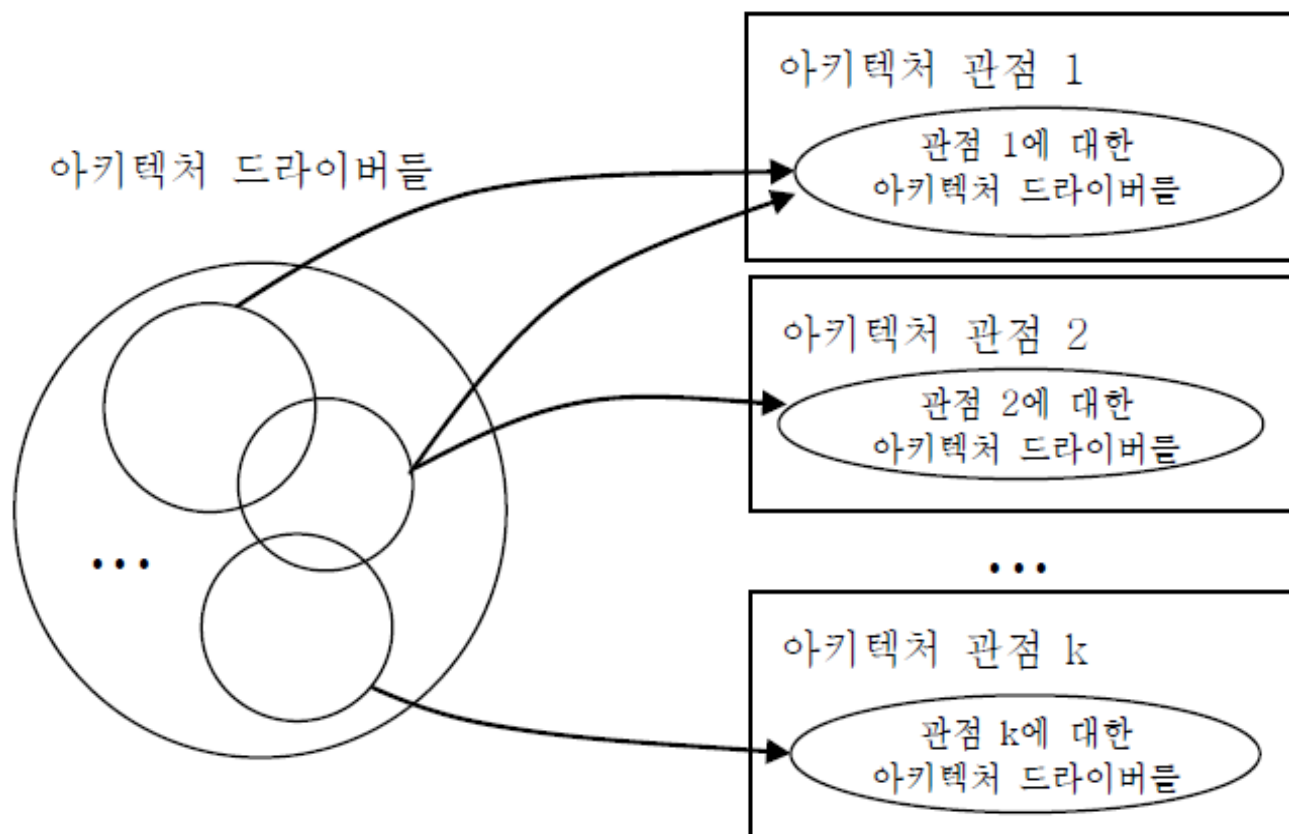 아키텍처 드라이버들
아키텍처 관점 1
관점 1에 대한
아키텍처 드라이버들
아키텍처 관점 2
관점 2에 대한
아키텍처 드라이버들
...
...
아키텍처 관점 k
관점 k에 대한
아키텍처 드라이버들